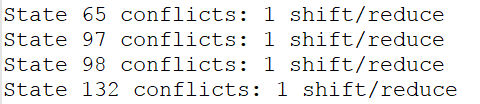 State 65 conflicts: 1 shift/reduce
State 97 conflicts: 1 shift/reduce
State 98 conflicts: 1 shift/reduce
State 132 conflicts: 1 shift/reduce